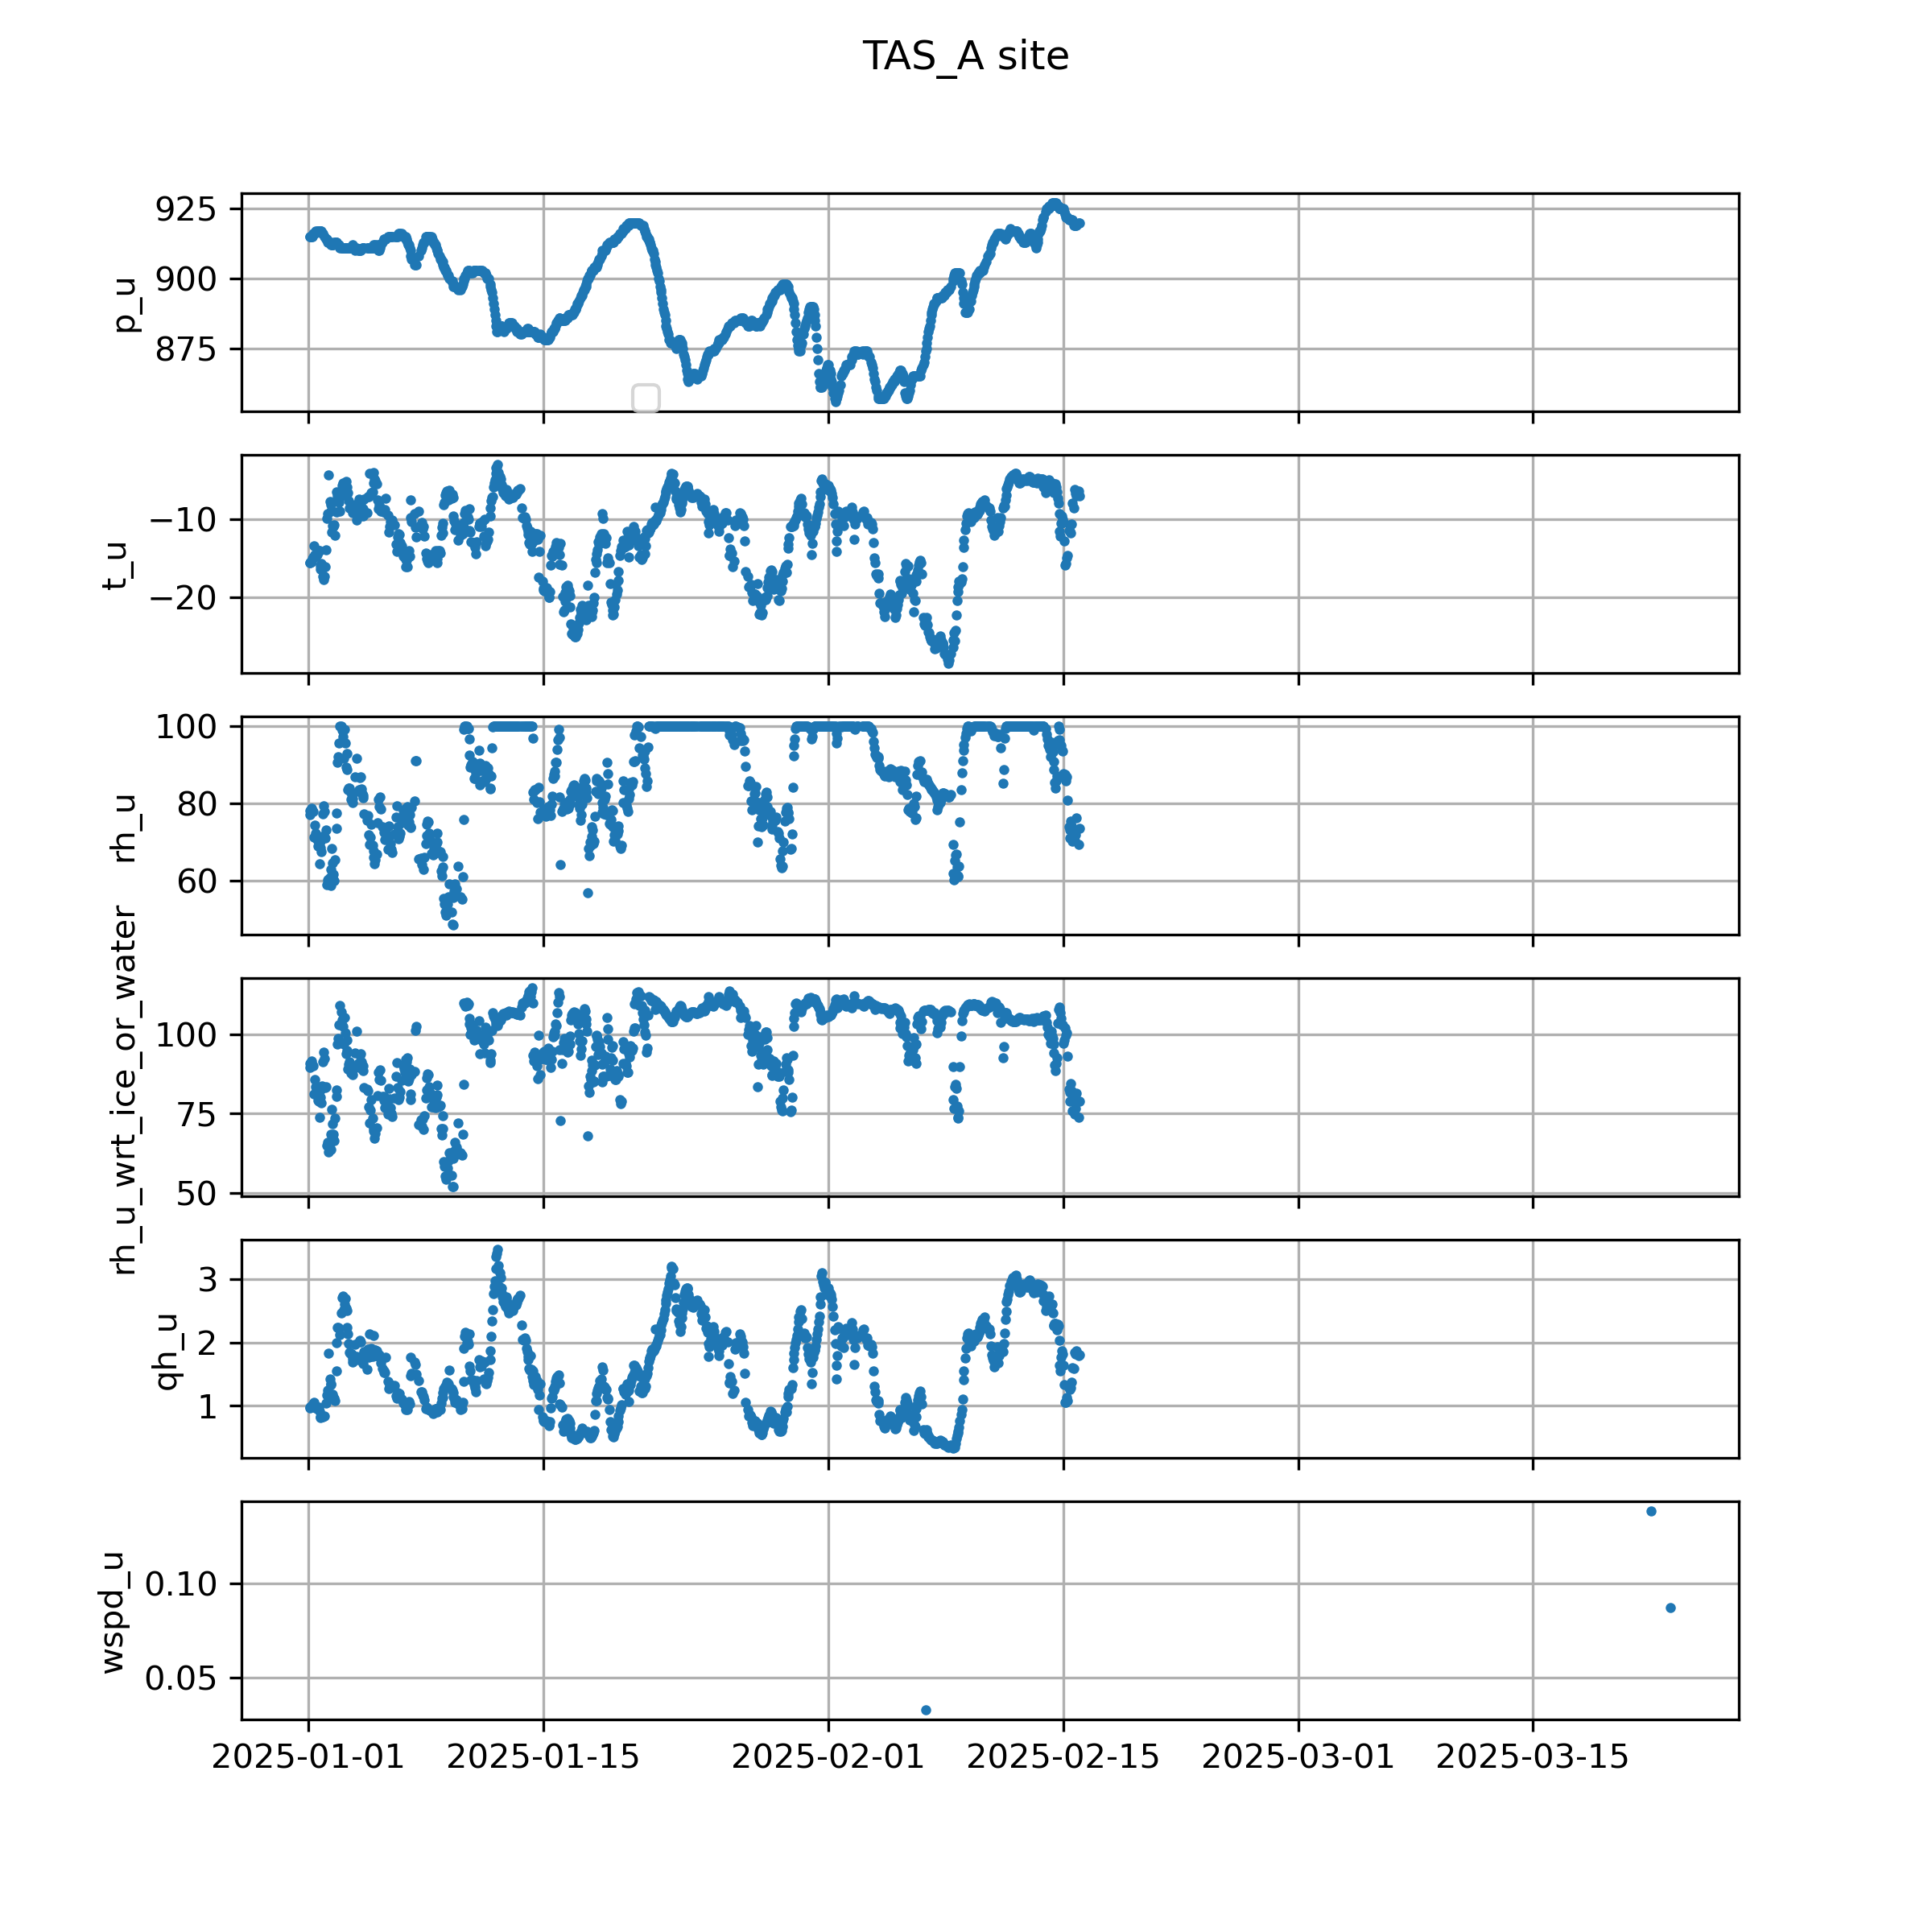 TAS_A site
925
900
875
p_u
−10
−20
t_u
100
80
60
rh_u
100
75
50
rh_u_wrt_ice_or_water
3
2
1
qh_u
0.10
0.05
wspd_u
2025-01-01 2025-01-15 2025-02-01 2025-02-15 2025-03-01 2025-03-15